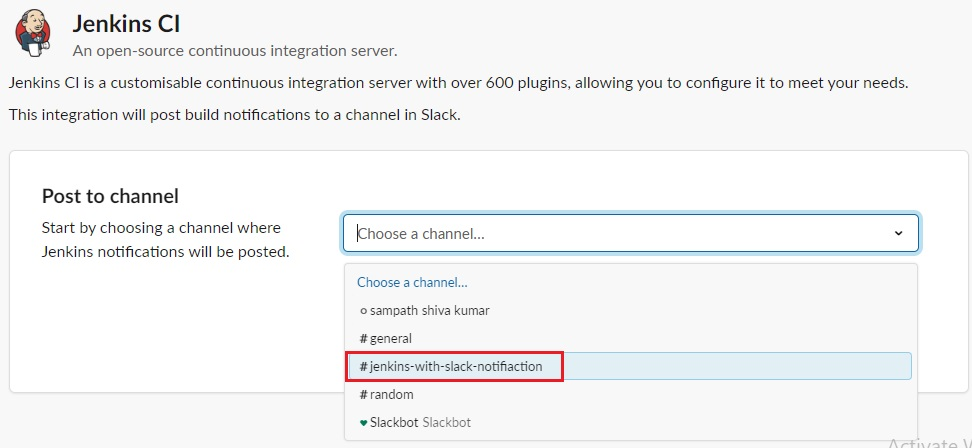 Jenkins CI
An open-source continuous integration server.
Jenkins CI is a customisable continuous integration server with over 600 plugins, allowing you to configure it to meet your needs.
This integration will post build notifications to a channel in Slack.
Post to channel
Start by choosing a channel where
Jenkins notifications will be posted.
Choose a channel...
Choose a channel...
sampath shiva kumar
# general
# jenkins-with-slack-notifiaction
# random
Slackbot Slackbot
Activate